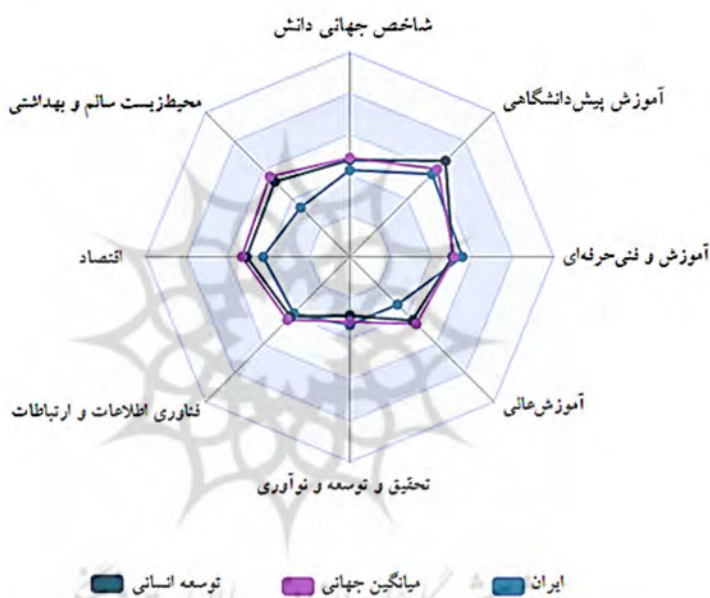 شاخص جهانی دانش
آموزش پیش‌دانشگاهی
محیط‌زیست سالم و بهداشتی
آموزش و فنی‌حرفه‌ای
اقتصاد
آموزش‌عالی
فناوری اطلاعات و ارتباطات
تحقیق و توسعه و نوآوری
ایران
میانگین جهانی
توسعه انسانی